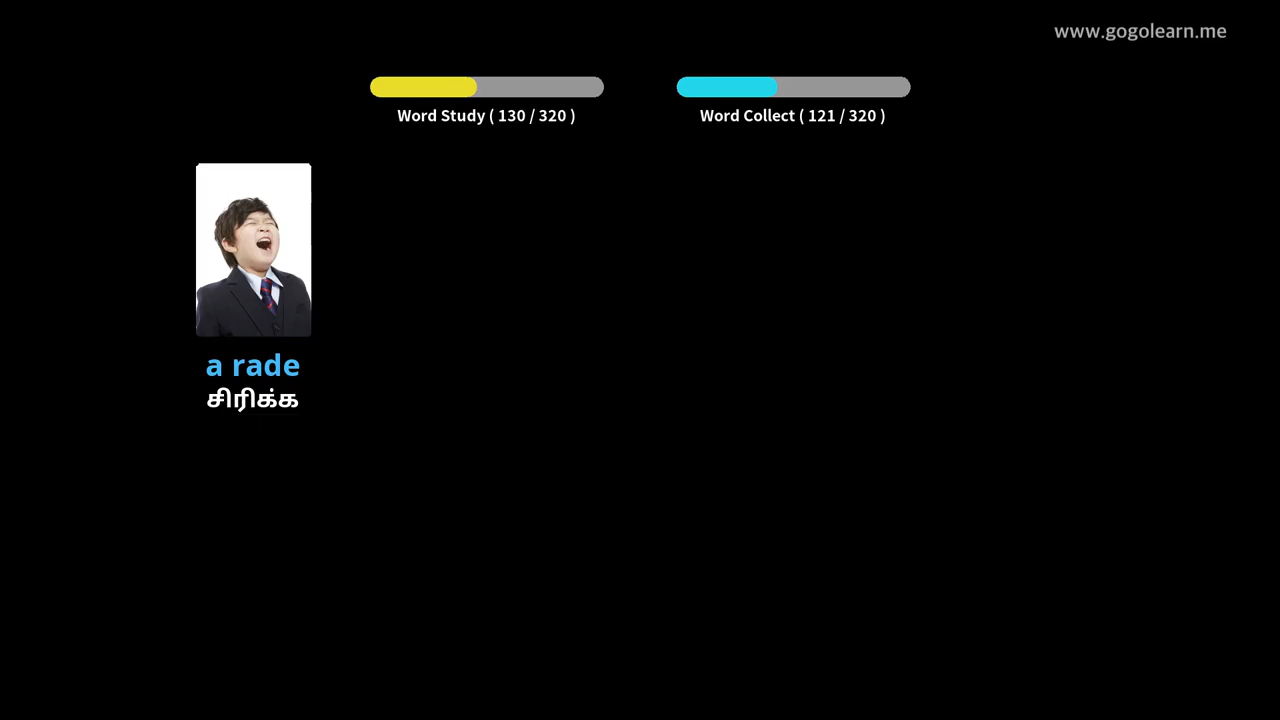 www.gogolearn.me
Word Study ( 130 / 320 )
Word Collect ( 121 / 320 )
a rade
சிரிக்க